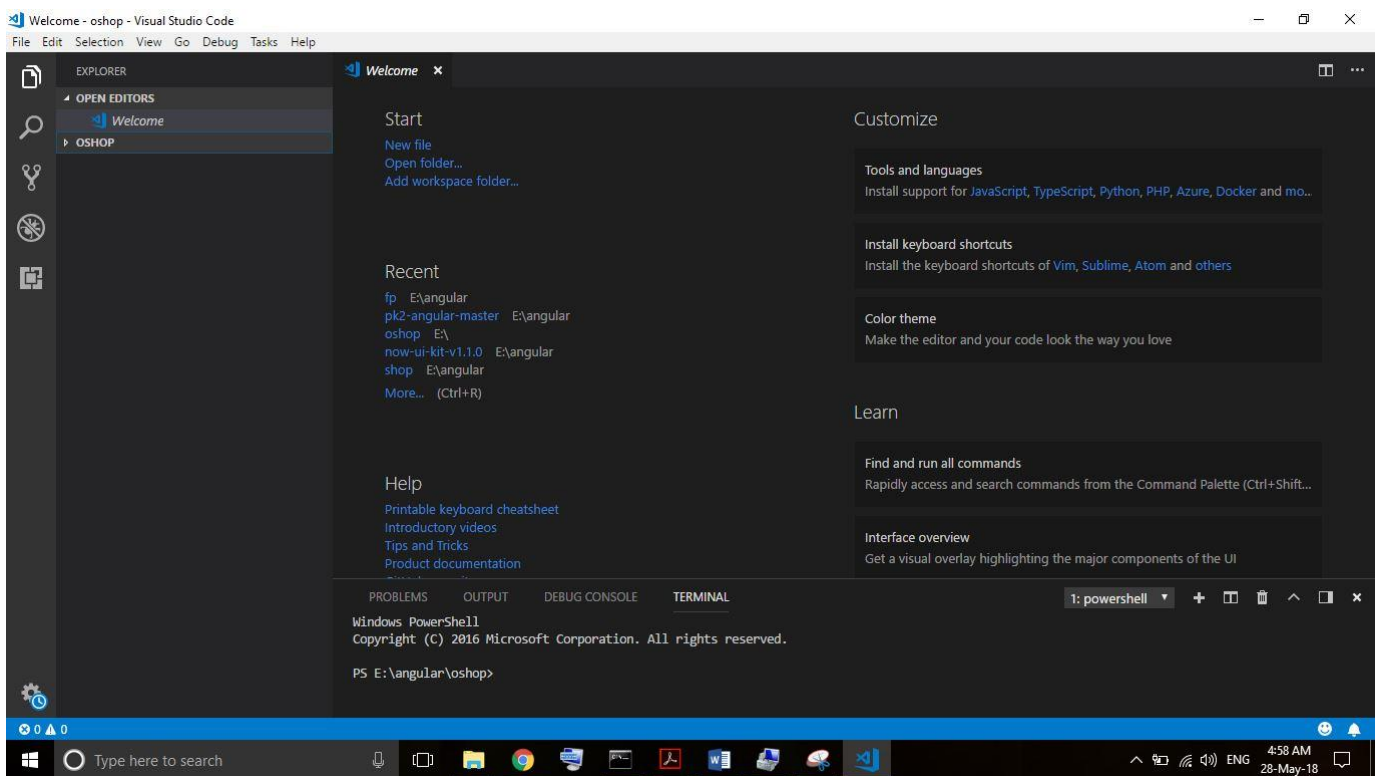 Welcome - oshop - Visual Studio Code
File Edit Selection View Go Debug Tasks Help
EXPLORER
OPEN EDITORS
Welcome
OSHOP
Welcome
Start
New file
Open folder...
Add workspace folder...
Recent
fp E:\angular
pk2-angular-master E:\angular
oshop E:\
now-ui-kit-v1.1.0 E:\angular
shop E:\angular
More... (Ctrl+R)
Help
Printable keyboard cheatsheet
Introductory videos
Tips and Tricks
Product documentation
Customize
Tools and languages
Install support for JavaScript, TypeScript, Python, PHP, Azure, Docker and mo...
Install keyboard shortcuts
Install the keyboard shortcuts of Vim, Sublime, Atom and others
Color theme
Make the editor and your code look the way you love
Learn
Find and run all commands
Rapidly access and search commands from the Command Palette (Ctrl+Shift...
Interface overview
Get a visual overlay highlighting the major components of the UI
PROBLEMS OUTPUT DEBUG CONSOLE TERMINAL 1: powershell
Windows PowerShell
Copyright (C) 2016 Microsoft Corporation. All rights reserved.
PS E:\angular\oshop>
0 0
Type here to search
ENG
4:58 AM
28-May-18